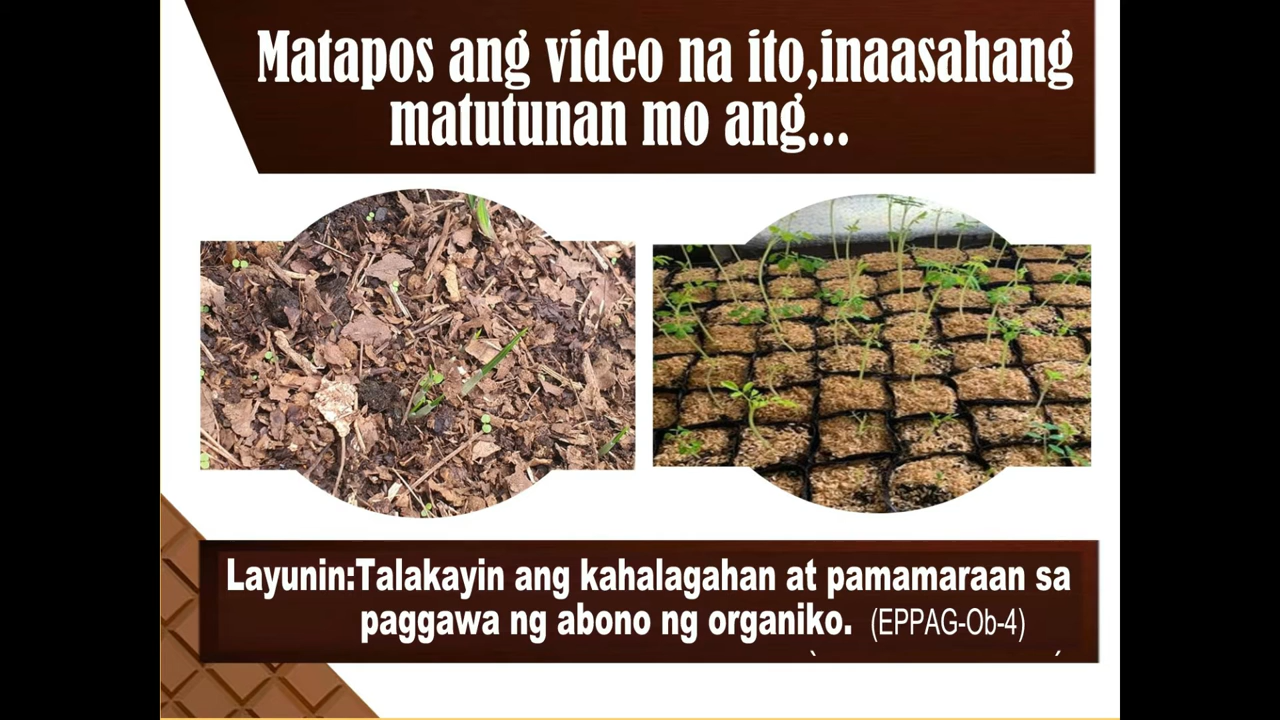 Matapos ang video na ito,inaasahang
matutunan mo ang...
Layunin:Talakayin ang kahalagahan at pamamaraan sa
paggawa ng abono ng organiko. (EPPAG-Ob-4)